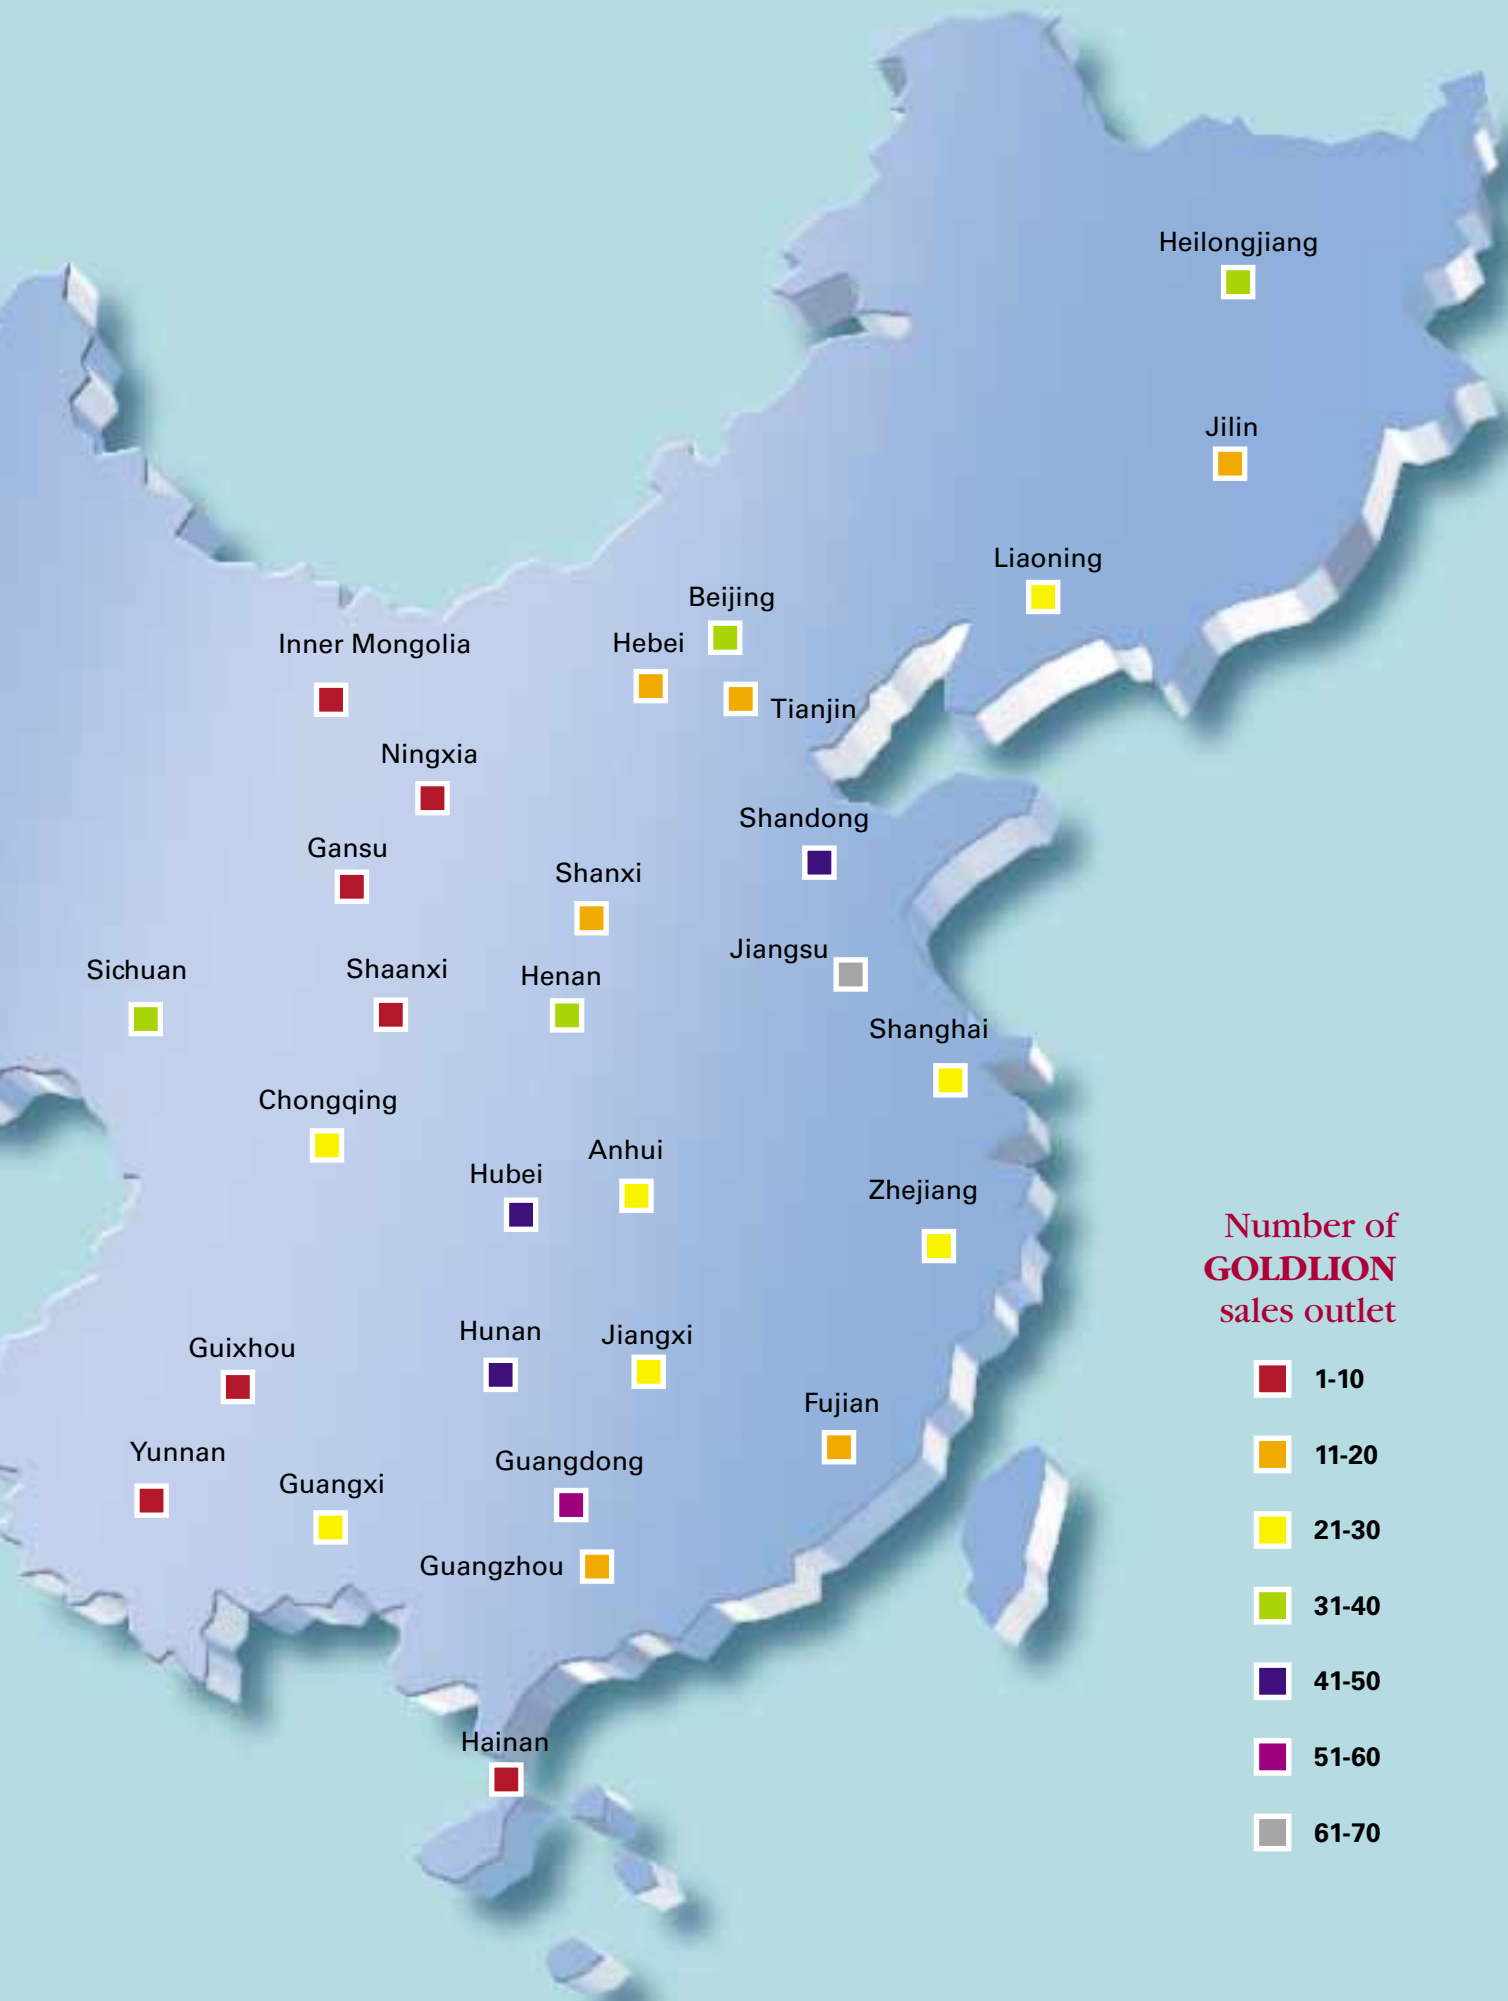 Heilongjiang
Jilin
Liaoning
Beijing
Inner Mongolia
Hebei
Tianjin
Ningxia
Shandong
Gansu
Shanxi
Jiangsu
Sichuan
Shaanxi
Henan
Shanghai
Chongqing
Anhui
Hubei
Zhejiang
Number of
GOLDLION
sales outlet
Hunan
Jiangxi
Guixhou
1-10
Fujian
Yunnan
Guangdong
11-20
Guangxi
21-30
Guangzhou
31-40
41-50
Hainan
51-60
61-70